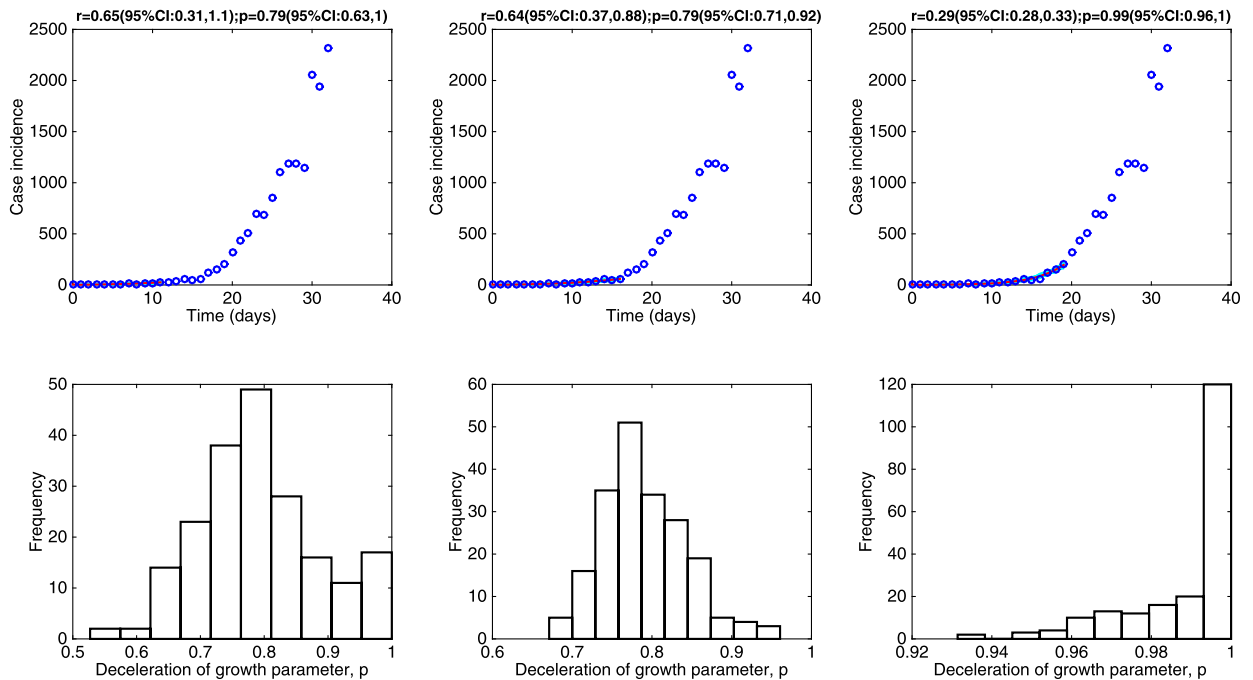 r=0.65(95%CI:0.31,1.1);p=0.79(95%CI:0.63,1)
2500
2000
1500
1000
500
0
Case incidence
0 10 20 30 40
Time (days)
r=0.64(95%CI:0.37,0.88);p=0.79(95%CI:0.71,0.92)
2500
2000
1500
1000
500
0
Case incidence
0 10 20 30 40
Time (days)
r=0.29(95%CI:0.28,0.33);p=0.99(95%CI:0.96,1)
2500
2000
1500
1000
500
0
Case incidence
0 10 20 30 40
Time (days)
50
40
30
20
10
0
Frequency
0.5 0.6 0.7 0.8 0.9 1
Deceleration of growth parameter, p
60
50
40
30
20
10
0
Frequency
0.6 0.7 0.8 0.9 1
Deceleration of growth parameter, p
120
100
80
60
40
20
0
Frequency
0.92 0.94 0.96 0.98 1
Deceleration of growth parameter, p